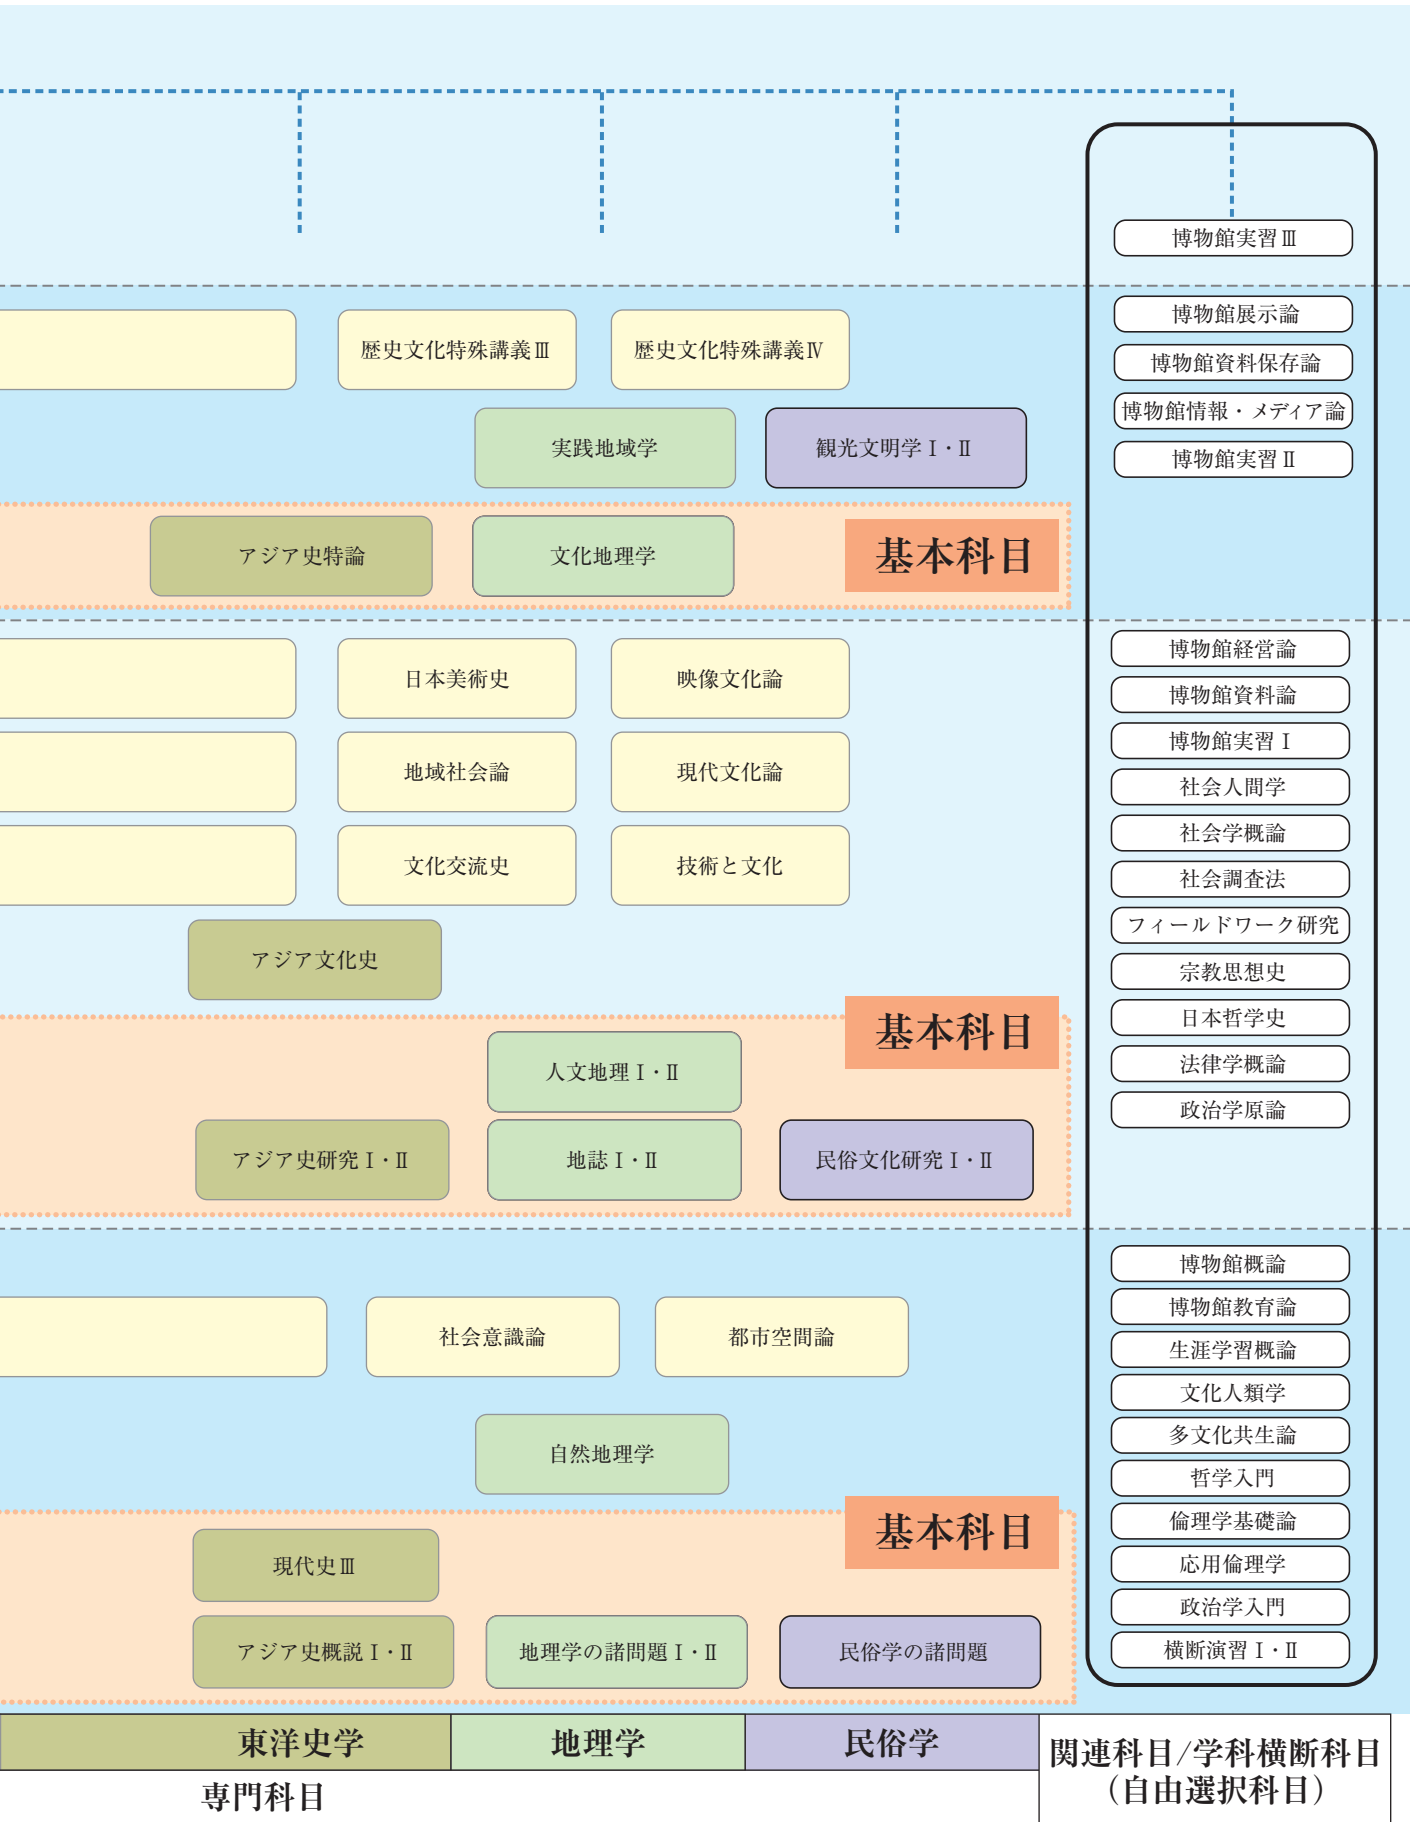 博物館実習Ⅲ
博物館展示論
歴史文化特殊講義Ⅲ
歴史文化特殊講義Ⅳ
博物館資料保存論
博物館情報・メディア論
実践地域学
観光文明学Ⅰ・Ⅱ
博物館実習Ⅱ
アジア史特論
文化地理学
基本科目
博物館経営論
日本美術史
映像文化論
博物館資料論
博物館実習Ⅰ
地域社会論
現代文化論
社会人間学
社会学概論
文化交流史
技術と文化
社会調査法
フィールドワーク研究
アジア文化史
宗教思想史
日本哲学史
基本科目
人文地理Ⅰ・Ⅱ
法律学概論
政治学原論
アジア史研究Ⅰ・Ⅱ
地誌Ⅰ・Ⅱ
民俗文化研究Ⅰ・Ⅱ
博物館概論
博物館教育論
社会意識論
都市空間論
生涯学習概論
文化人類学
多文化共生論
自然地理学
哲学入門
倫理学基礎論
基本科目
現代史Ⅲ
応用倫理学
政治学入門
アジア史概説Ⅰ・Ⅱ
地理学の諸問題Ⅰ・Ⅱ
民俗学の諸問題
横断演習Ⅰ・Ⅱ
東洋史学
地理学
民俗学
関連科目/学科横断科目
（自由選択科目）
専門科目